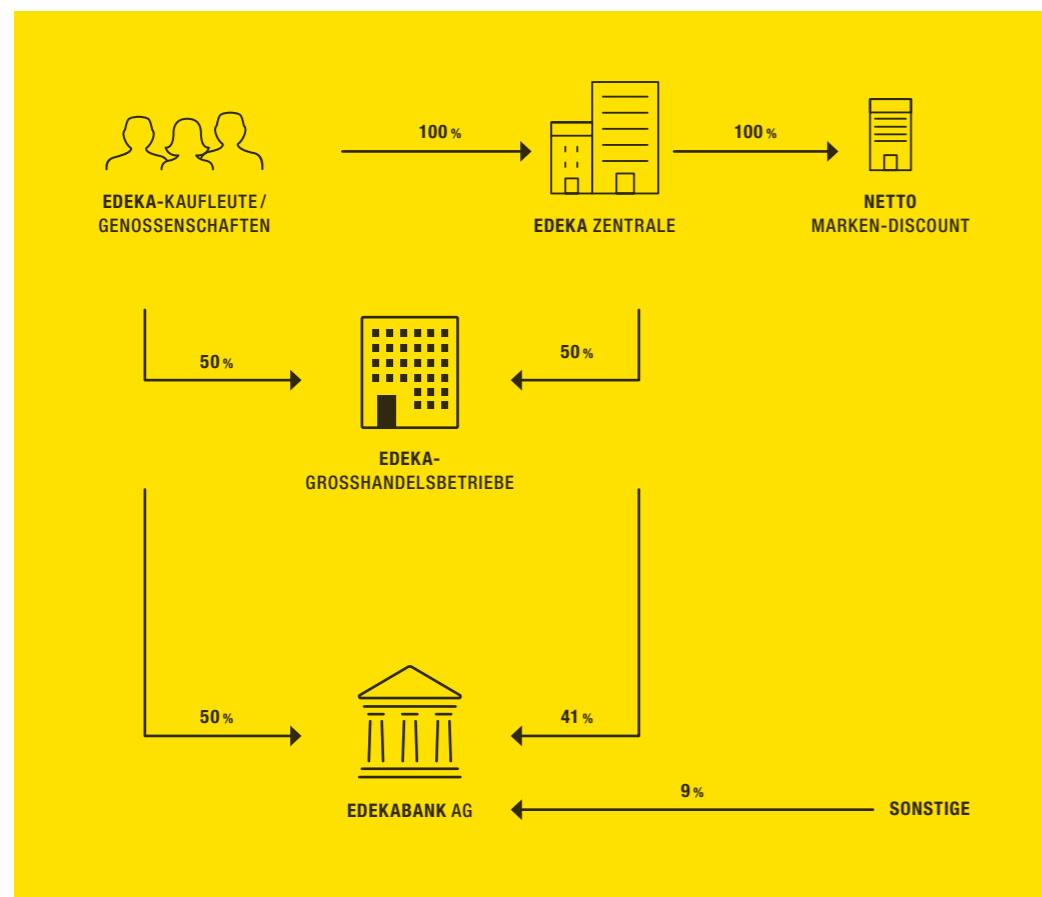 100 %
100 %
EDEKA-KAUFLEUTE/
GENOSSENSCHAFTEN
EDEKA ZENTRALE
NETTO
MARKEN-DISCOUNT
50 %
50 %
EDEKA-
GROSSHANDELSBETRIEBE
50 %
41 %
EDEKABANK AG
9 %
SONSTIGE